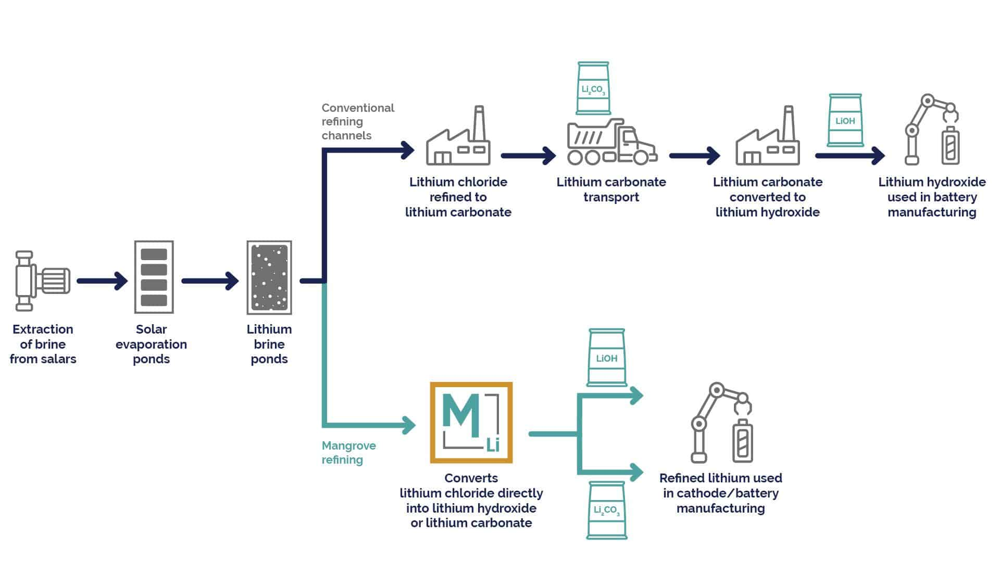 Conventional
refining
channels
Li₂CO₃
LiOH
Lithium chloride
refined to
lithium carbonate
Lithium carbonate
transport
Lithium carbonate
converted to
lithium hydroxide
Lithium hydroxide
used in battery
manufacturing
Extraction
of brine
from salars
Solar
evaporation
ponds
Lithium
brine
ponds
Mangrove
refining
M
Li
Converts
lithium chloride directly
into lithium hydroxide
or lithium carbonate
LiOH
Li₂CO₃
Refined lithium used
in cathode/battery
manufacturing